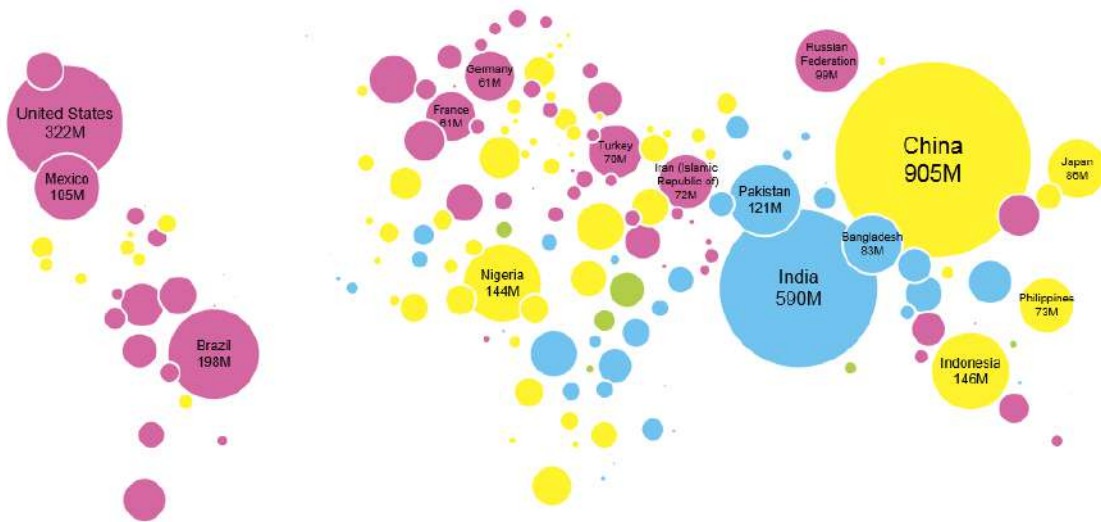 United States
322M
Mexico
105M
Brazil
198M
Germany
61M
France
61M
Turkey
70M
Iran (Islamic
Republic of)
72M
Nigeria
144M
Russian
Federation
99M
China
905M
Japan
86M
Pakistan
121M
Bangladesh
83M
India
590M
Philippines
73M
Indonesia
146M